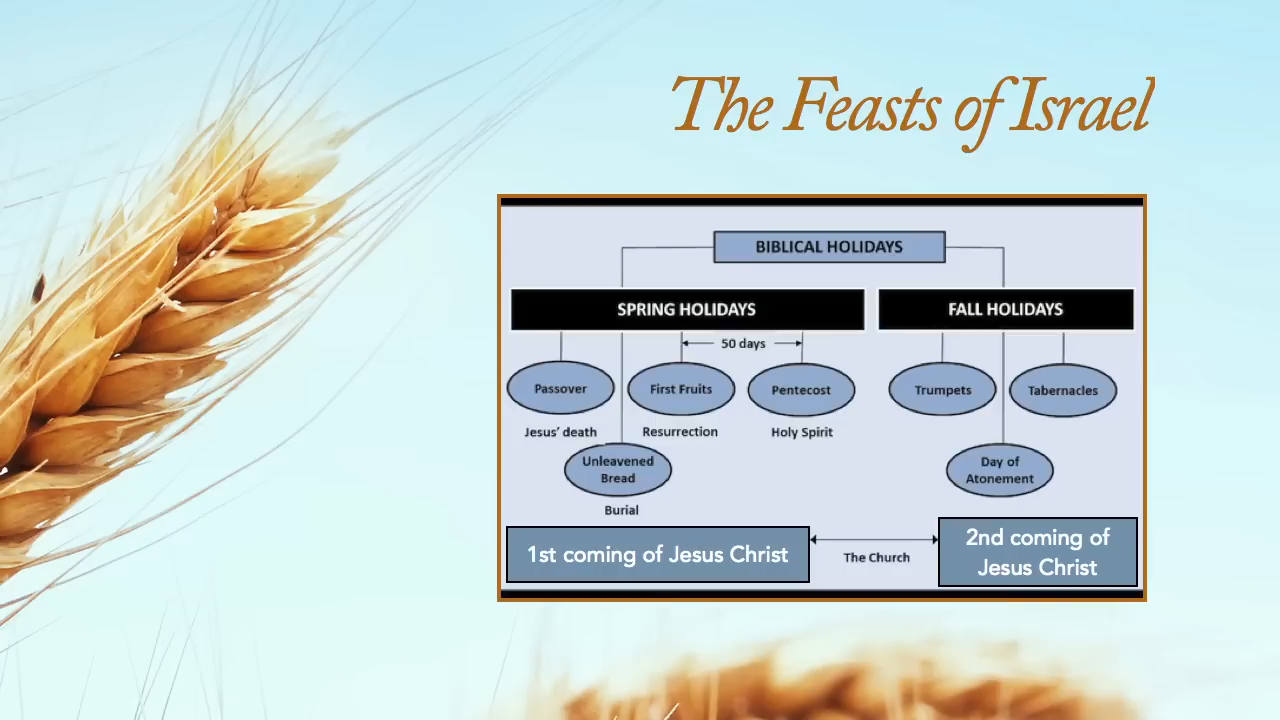 The Feasts of Israel
BIBLICAL HOLIDAYS
SPRING HOLIDAYS
FALL HOLIDAYS
50 days
Passover
First Fruits
Pentecost
Trumpets
Tabernacles
Jesus’ death
Resurrection
Holy Spirit
Unleavened
Bread
Day of
Atonement
Burial
1st coming of Jesus Christ
The Church
2nd coming of
Jesus Christ